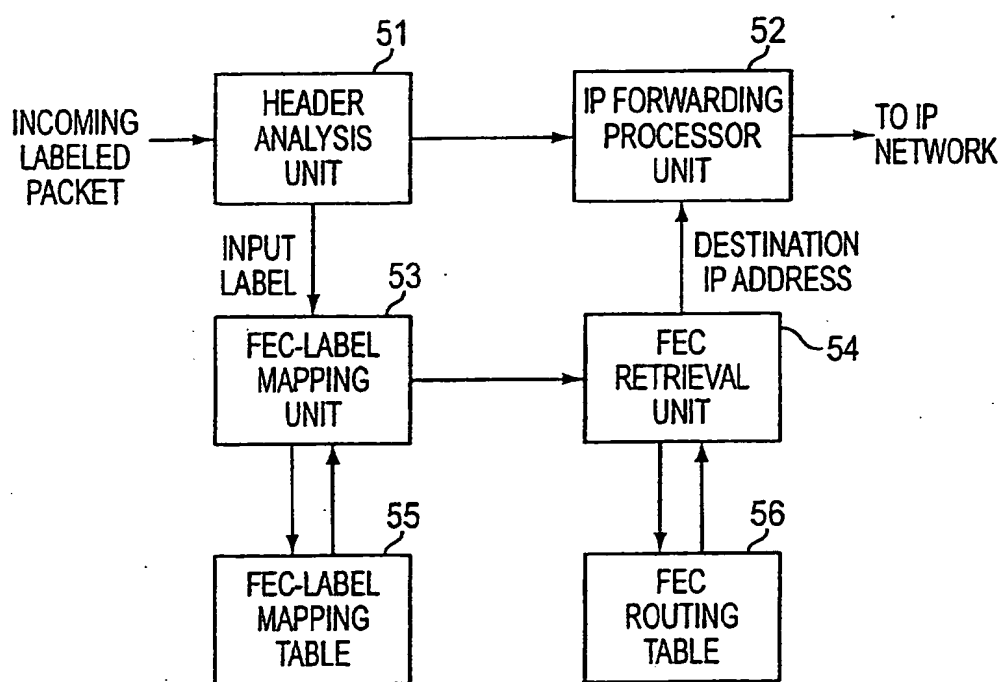 51
52
INCOMING
LABELED
PACKET
HEADER
ANALYSIS
UNIT
IP FORWARDING
PROCESSOR
UNIT
TO IP
NETWORK
INPUT
LABEL
DESTINATION
IP ADDRESS
53
54
FEC-LABEL
MAPPING
UNIT
FEC
RETRIEVAL
UNIT
55
56
FEC-LABEL
MAPPING
TABLE
FEC
ROUTING
TABLE